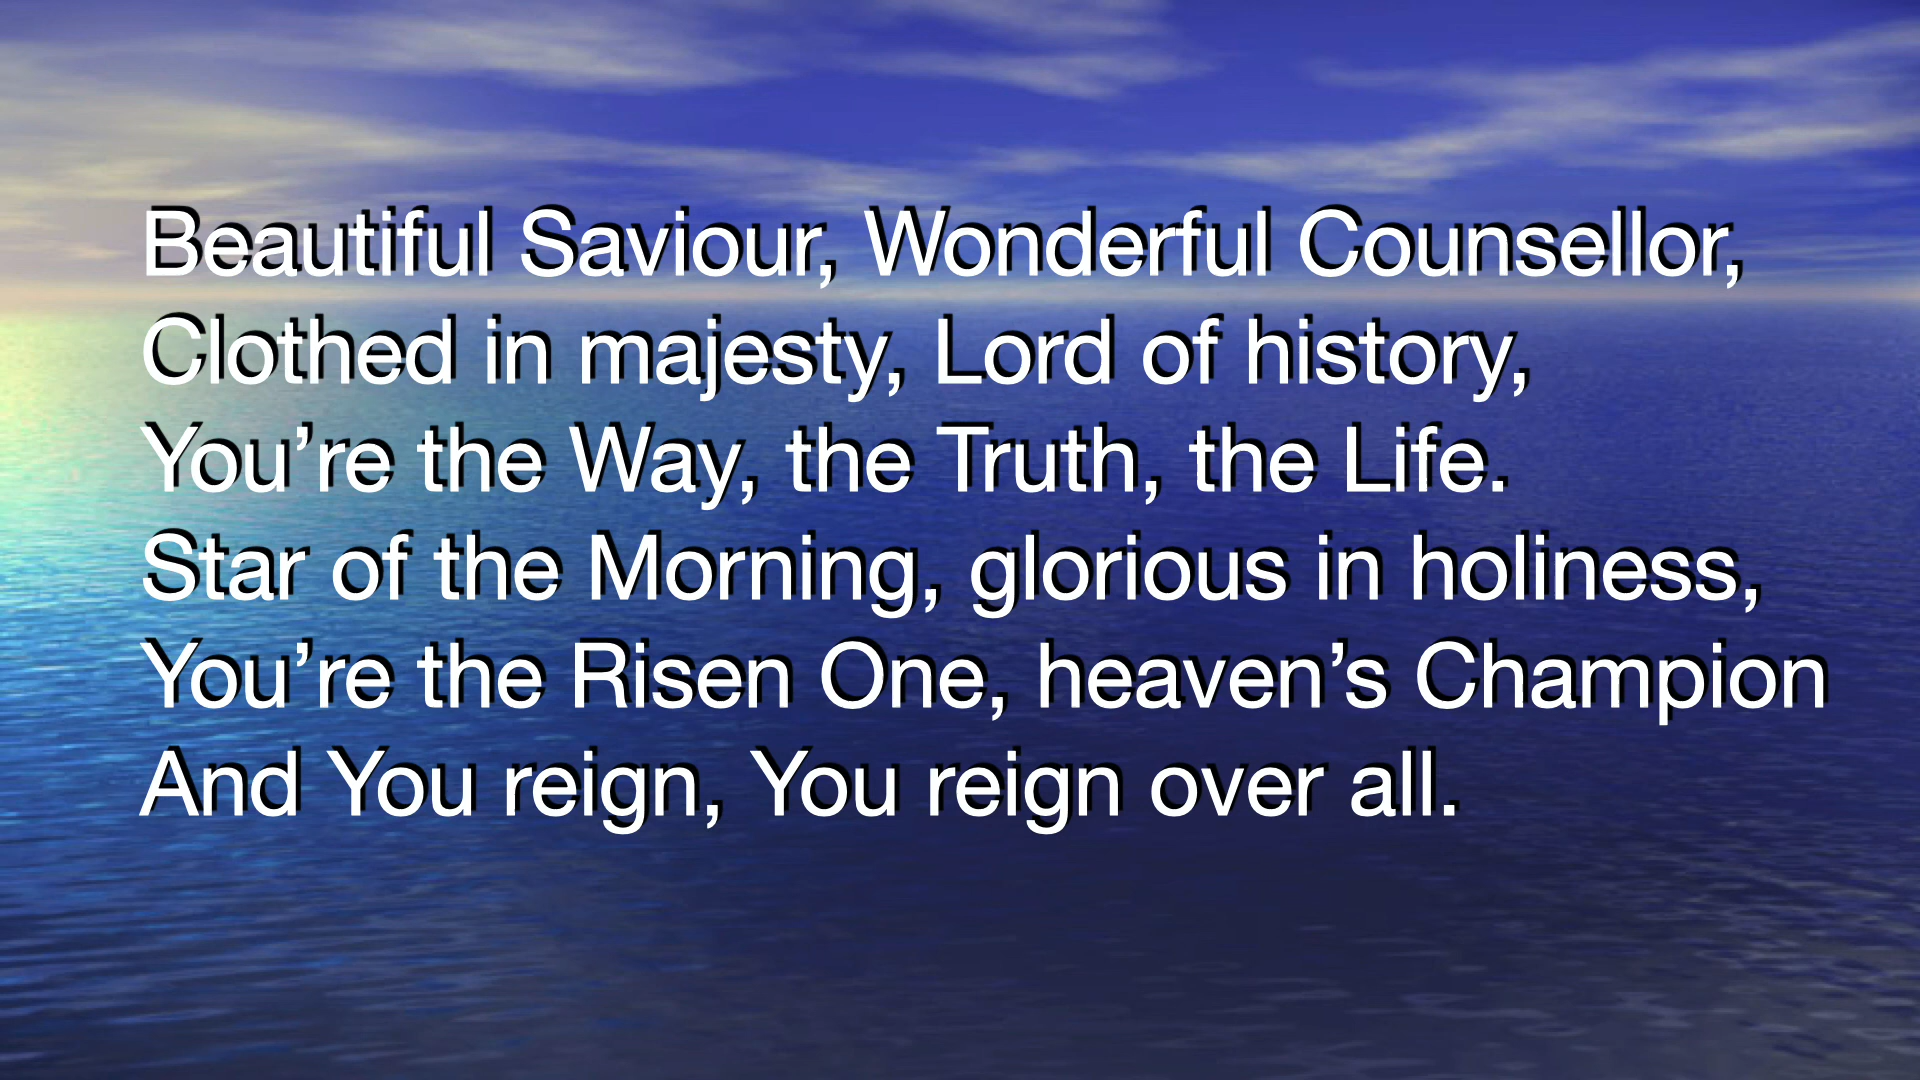 Beautiful Saviour, Wonderful Counsellor,
Clothed in majesty, Lord of history,
You’re the Way, the Truth, the Life.
Star of the Morning, glorious in holiness,
You’re the Risen One, heaven’s Champion
And You reign, You reign over all.